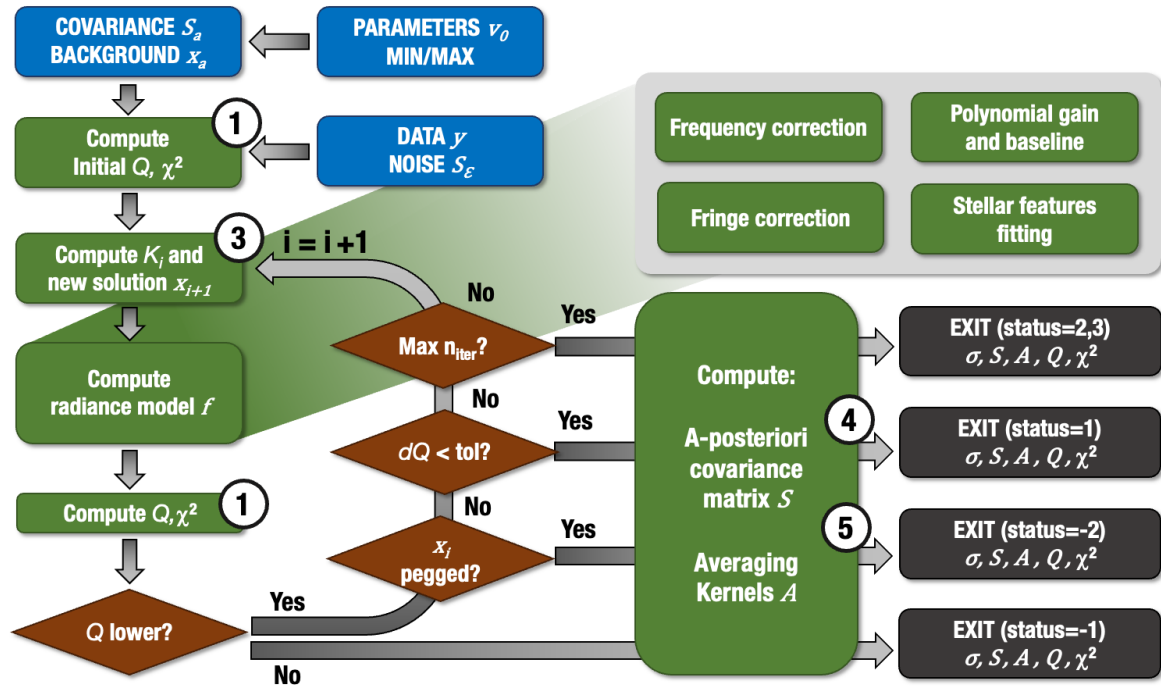 COVARIANCE Sₐ
BACKGROUND xₐ
PARAMETERS v₀
MIN/MAX
1
Compute
Initial Q, χ²
DATA y
NOISE S_ε
Frequency correction
Polynomial gain
and baseline
Fringe correction
Stellar features
fitting
3
Compute Kᵢ and
new solution xᵢ₊₁
i = i+1
No
Max n_iter?
Yes
Compute
radiance model f
No
dQ < tol?
Yes
1
Compute Q, χ²
No
xᵢ
pegged?
Yes
Q lower?
Yes
No
Compute:
A-posteriori
covariance
matrix S
Averaging
Kernels A
4
5
EXIT (status=2,3)
σ, S, A, Q, χ²
EXIT (status=1)
σ, S, A, Q, χ²
EXIT (status=-2)
σ, S, A, Q, χ²
EXIT (status=-1)
σ, S, A, Q, χ²